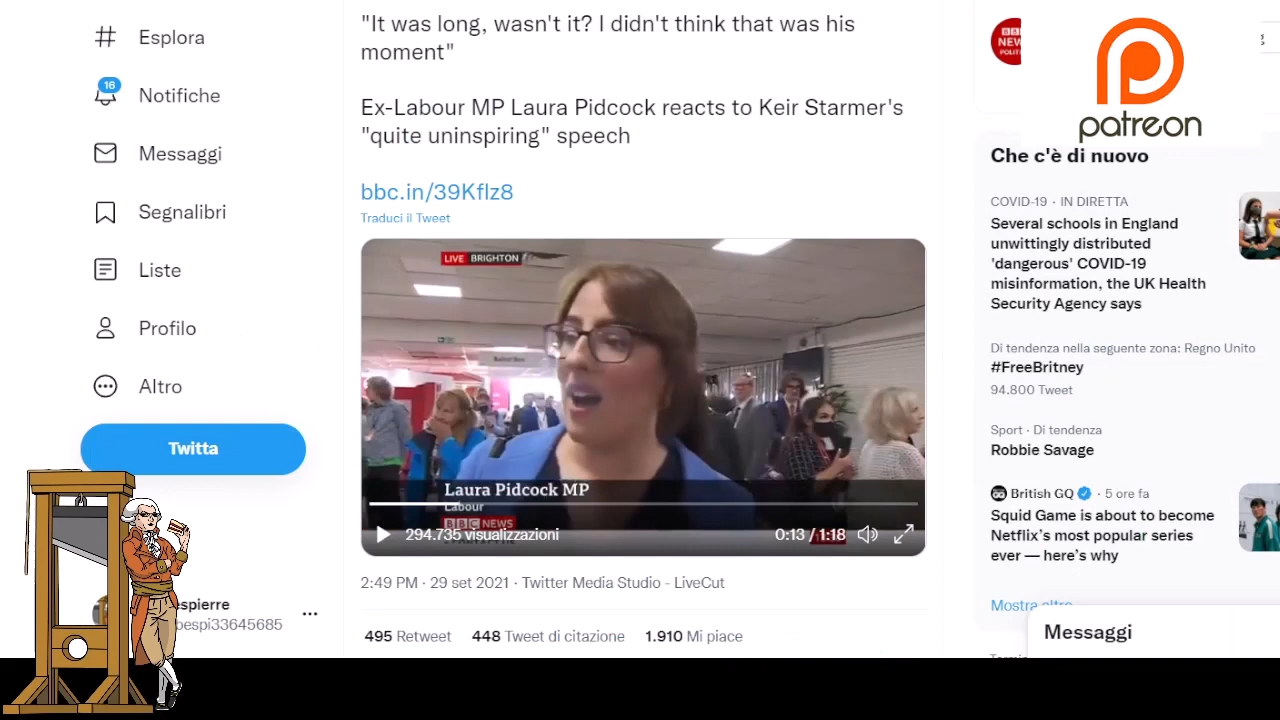 Esplora
16
Notifiche
Messaggi
Segnalibri
Liste
Profilo
Altro
Twitta
espierre
bespi33645685
"It was long, wasn't it? I didn't think that was his
moment"
Ex-Labour MP Laura Pidcock reacts to Keir Starmer's
"quite uninspiring" speech
bbc.in/39Kflz8
Traduci il Tweet
LIVE BRIGHTON
Laura Pidcock MP
Labour
BBC NEWS
294.735 visualizzazioni
0:13 / 1:18
2:49 PM · 29 set 2021 · Twitter Media Studio - LiveCut
495 Retweet 448 Tweet di citazione 1.910 Mi piace
patreon
Che c'è di nuovo
COVID-19 · IN DIRETTA
Several schools in England
unwittingly distributed
'dangerous' COVID-19
misinformation, the UK Health
Security Agency says
Di tendenza nella seguente zona: Regno Unito
#FreeBritney
94.800 Tweet
Sport · Di tendenza
Robbie Savage
British GQ · 5 ore fa
Squid Game is about to become
Netflix's most popular series
ever — here's why
Mostra altro
Messaggi